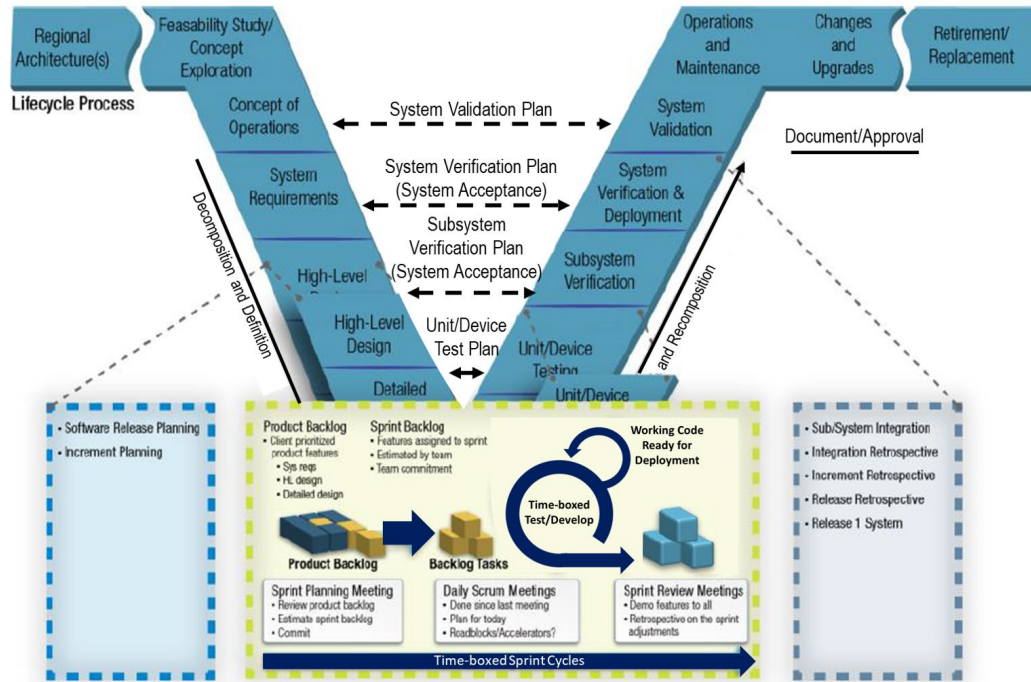 Regional
Architecture(s)
Feasability Study/
Concept
Exploration
Operations
and
Maintenance
Changes
and
Upgrades
Retirement/
Replacement
Lifecycle Process
Concept of
Operations
System Validation Plan
System
Validation
Document/Approval
System
Requirements
System Verification Plan
(System Acceptance)
System
Verification &
Deployment
Decomposition and Definition
Subsystem
Verification Plan
(System Acceptance)
Subsystem
Verification
and Recomposition
High-Level
High-Level
Design
Unit/Device
Test Plan
Unit/Device
Testing
Detailed
Unit/Device
• Software Release Planning
• Increment Planning
Product Backlog
• Client prioritized
product features
• Sys reqs
• HL design
• Detailed design
Sprint Backlog
• Features assigned to sprint
• Estimated by team
• Team commitment
Working Code
Ready for
Deployment
Time-boxed
Test/Develop
Product Backlog
Backlog Tasks
Sprint Planning Meeting
• Review product backlog
• Estimate sprint backlog
• Commit
Daily Scrum Meetings
• Done since last meeting
• Plan for today
• Roadblocks/Accelerators?
Sprint Review Meetings
• Demo features to all
• Retrospective on the sprint
adjustments
Time-boxed Sprint Cycles
• Sub/System Integration
• Integration Retrospective
• Increment Retrospective
• Release Retrospective
• Release 1 System